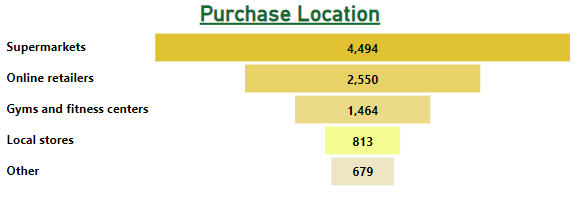 Purchase Location
Supermarkets 4,494
Online retailers 2,550
Gyms and fitness centers 1,464
Local stores 813
Other 679